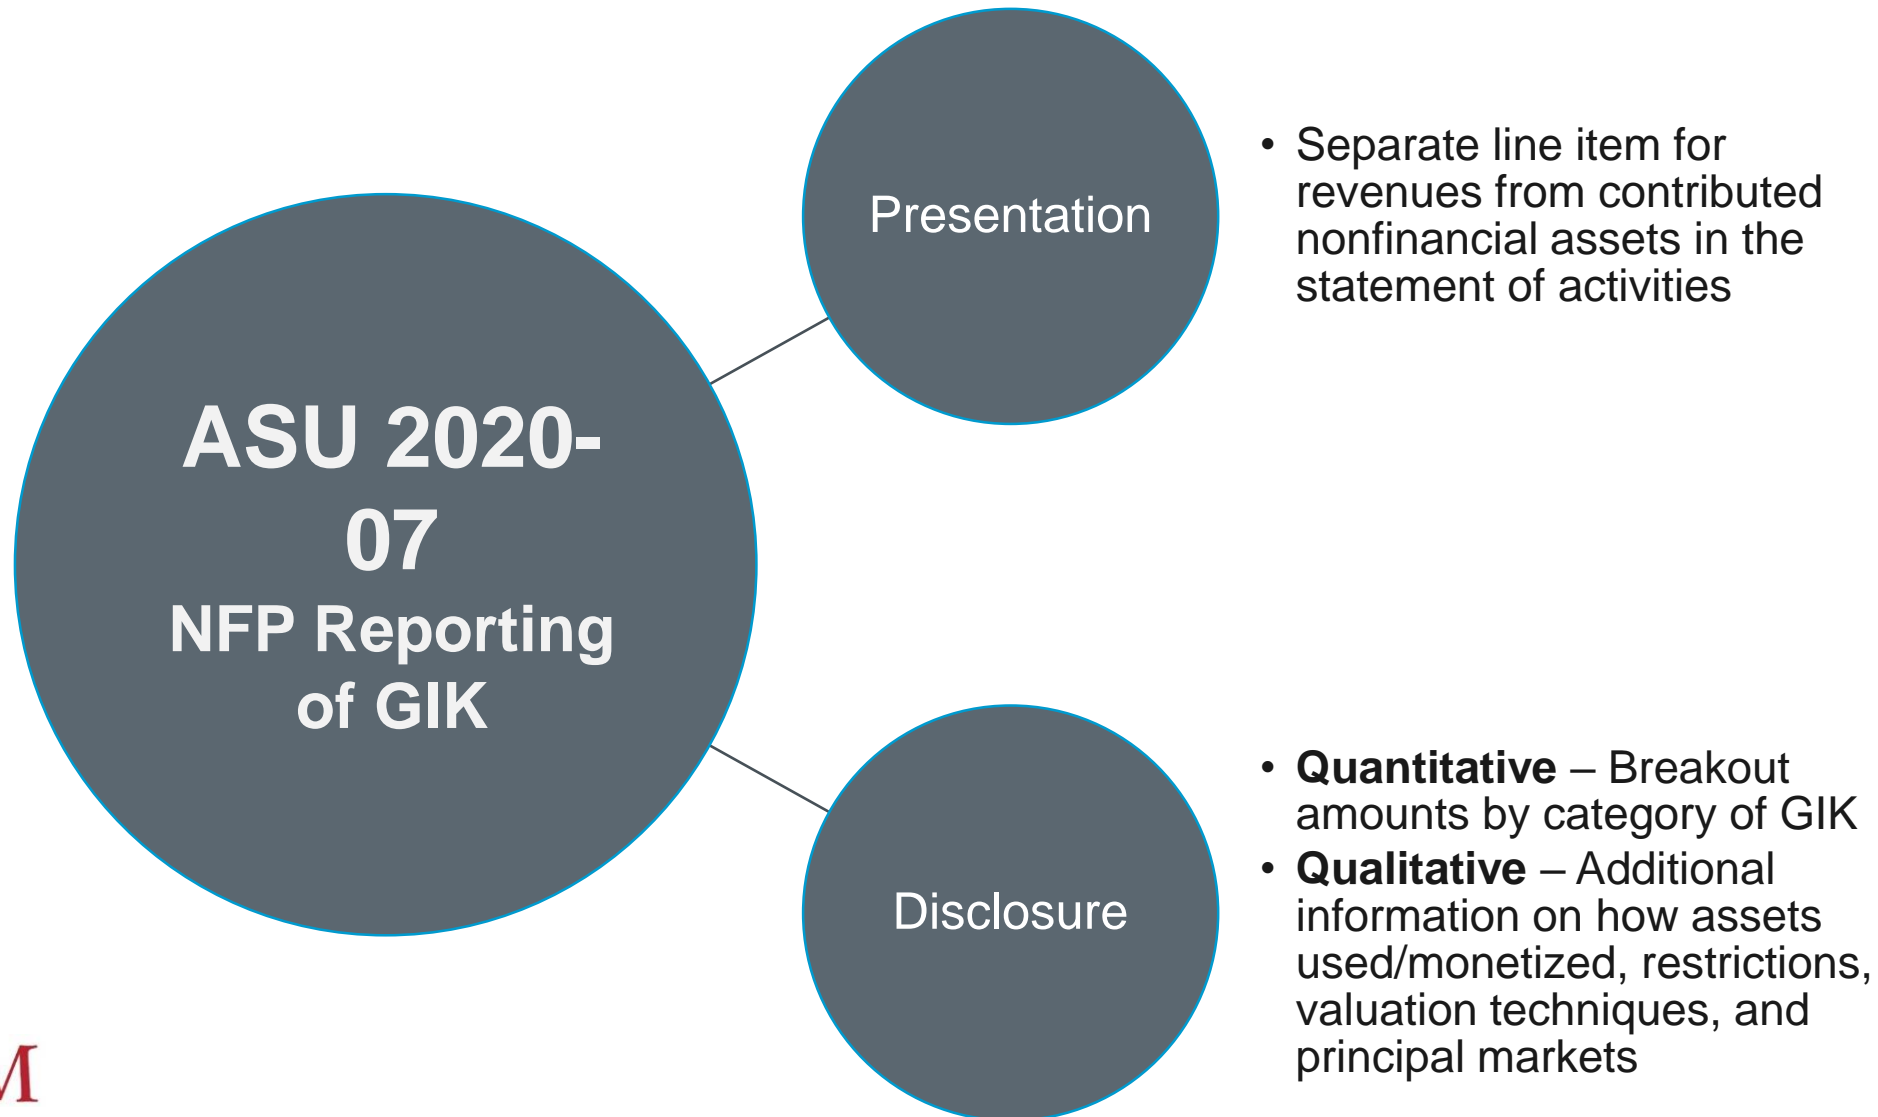 ASU 2020-
07
NFP Reporting
of GIK
Presentation
• Separate line item for
revenues from contributed
nonfinancial assets in the
statement of activities
Disclosure
• Quantitative – Breakout
amounts by category of GIK
• Qualitative – Additional
information on how assets
used/monetized, restrictions,
valuation techniques, and
principal markets
M